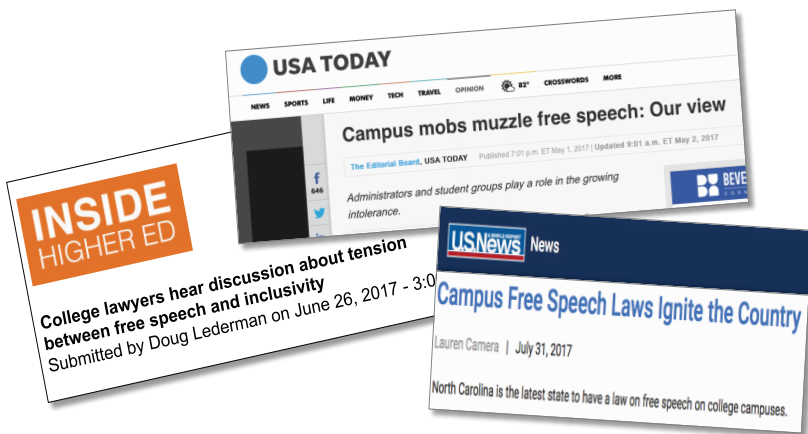 USA TODAY
NEWS SPORTS LIFE MONEY TECH TRAVEL OPINION 82° CROSSWORDS MORE
Campus mobs muzzle free speech: Our view
The Editorial Board, USA TODAY Published 7:01 p.m. ET May 1, 2017 | Updated 9:01 a.m. ET May 2, 2017
f
646
Administrators and student groups play a role in the growing
intolerance.
BEVE
INSIDE
HIGHER ED
College lawyers hear discussion about tension
between free speech and inclusivity
Submitted by Doug Lederman on June 26, 2017 - 3:0
U.S.News
News
Campus Free Speech Laws Ignite the Country
Lauren Camera | July 31, 2017
North Carolina is the latest state to have a law on free speech on college campuses.